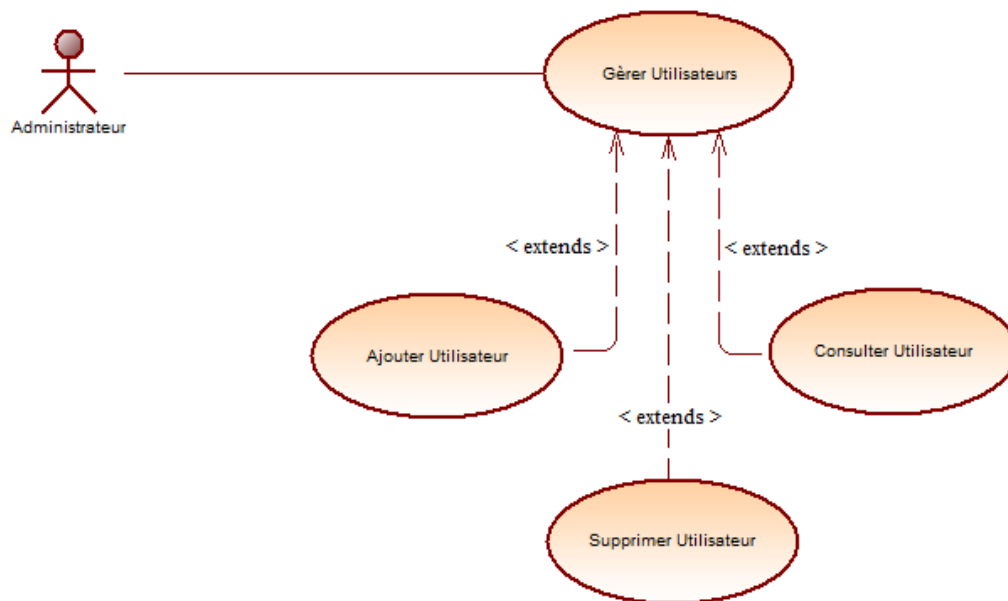 Gèrer Utilisateurs
Administrateur
< extends >
< extends >
Ajouter Utilisateur
Consulter Utilisateur
< extends >
Supprimer Utilisateur